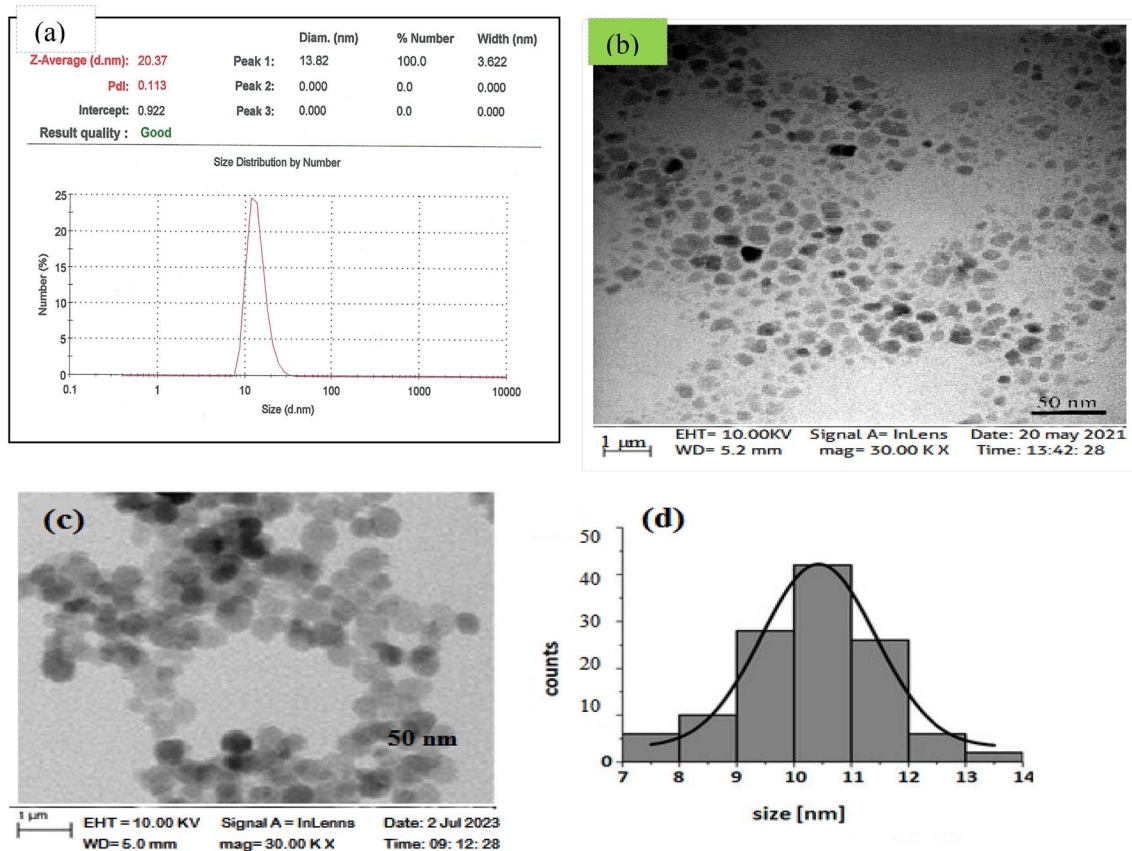 (a)
Diam. (nm) % Number Width (nm)
Z-Average (d.nm): 20.37 Peak 1: 13.82 100.0 3.622
PdI: 0.113 Peak 2: 0.000 0.0 0.000
Intercept: 0.922 Peak 3: 0.000 0.0 0.000
Result quality : Good
Size Distribution by Number
Number (%)
25
20
15
10
5
0
0.1 1 10 100 1000 10000
Size (d.nm)
(b)
50 nm
1 µm EHT= 10.00KV Signal A= InLens Date: 20 may 2021
WD= 5.2 mm mag= 30.00 K X Time: 13:42: 28
(c)
50 nm
1 µm EHT = 10.00 KV Signal A = InLenns Date: 2 Jul 2023
WD= 5.0 mm mag= 30.00 K X Time: 09: 12: 28
(d)
counts
50
40
30
20
10
0
7 8 9 10 11 12 13 14
size [nm]